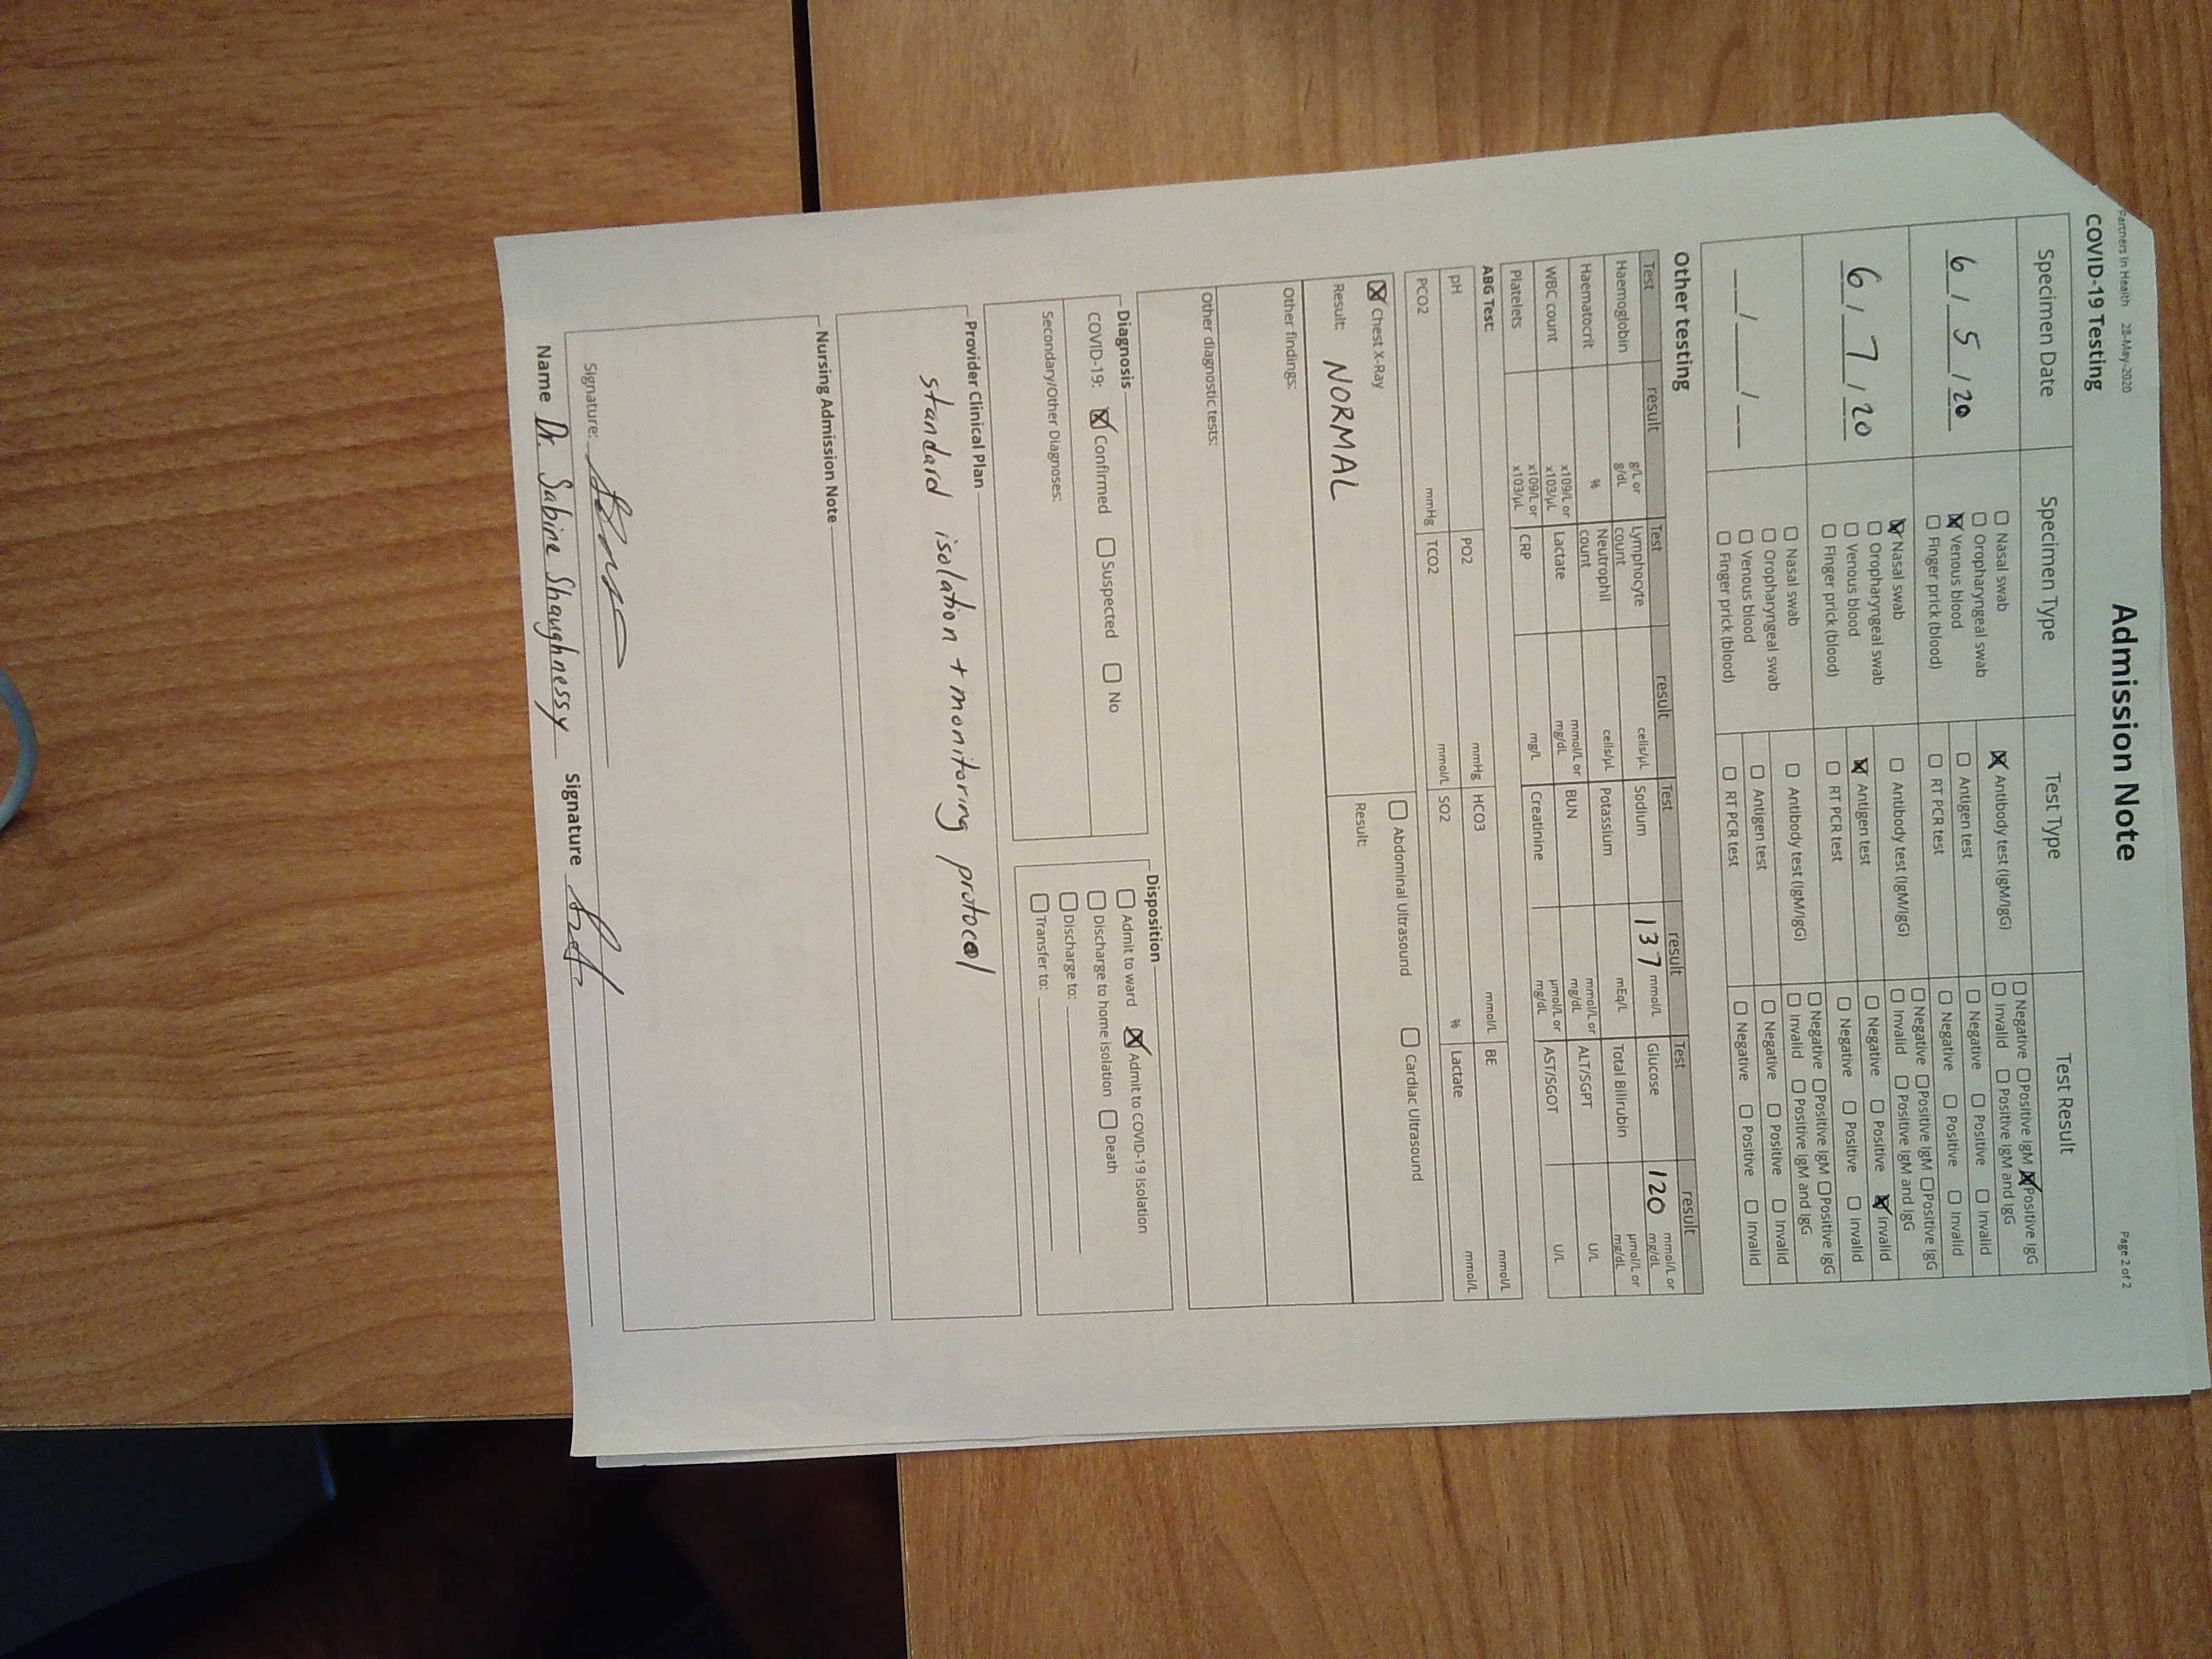 Partners in Health 28-May-2020
Admission Note
Page 2 of 2
COVID-19 Testing
Specimen Date Specimen Type Test Type Test Result
6 / 5 / 20
☐ Nasal swab
☐ Oropharyngeal swab
☒ Venous blood
☐ Finger prick (blood)
☒ Antibody test (IgM/IgG)
☐ Negative ☐ Positive IgM ☒ Positive IgG
☐ Invalid ☐ Positive IgM and IgG
☐ Antigen test
☐ Negative ☐ Positive ☐ Invalid
☐ RT PCR test
☐ Negative ☐ Positive ☐ Invalid
6 / 7 / 20
☒ Nasal swab
☐ Oropharyngeal swab
☐ Venous blood
☐ Finger prick (blood)
☐ Antibody test (IgM/IgG)
☐ Negative ☐ Positive IgM ☐ Positive IgG
☐ Invalid ☐ Positive IgM and IgG
☒ Antigen test
☐ Negative ☐ Positive ☒ Invalid
☐ RT PCR test
☐ Negative ☐ Positive ☐ Invalid
__/__/__
☐ Nasal swab
☐ Oropharyngeal swab
☐ Venous blood
☐ Finger prick (blood)
☐ Antibody test (IgM/IgG)
☐ Negative ☐ Positive IgM ☐ Positive IgG
☐ Invalid ☐ Positive IgM and IgG
☐ Antigen test
☐ Negative ☐ Positive ☐ Invalid
☐ RT PCR test
☐ Negative ☐ Positive ☐ Invalid
Other testing
Test result Test result Test result Test result
Haemoglobin g/L or g/dL Lymphocyte count cells/µL Sodium 137 mmol/L Glucose 120 mmol/L or mg/dL
Haematocrit % Neutrophil count cells/µL Potassium mEq/L Total Bilirubin µmol/L or mg/dL
WBC count x109/L or x103/µL Lactate mmol/L or mg/dL BUN mmol/L or mg/dL ALT/SGPT U/L
Platelets x109/L or x103/µL CRP mg/L Creatinine µmol/L or mg/dL AST/SGOT U/L
ABG Test:
pH PO2 mmHg HCO3 mmol/L BE mmol/L
PCO2 mmHg TCO2 mmol/L SO2 % Lactate mmol/L
☒ Chest X-Ray ☐ Abdominal Ultrasound ☐ Cardiac Ultrasound
Result: NORMAL Result:
Other findings:
Other diagnostic tests:
Diagnosis
COVID-19: ☒ Confirmed ☐ Suspected ☐ No
Secondary/Other Diagnoses:
Disposition
☐ Admit to ward ☒ Admit to COVID-19 Isolation
☐ Discharge to home isolation ☐ Death
☐ Discharge to:
☐ Transfer to:
Provider Clinical Plan
standard isolation + monitoring protocol
Nursing Admission Note
Signature:
Name Dr. Sabine Shaughnessy Signature